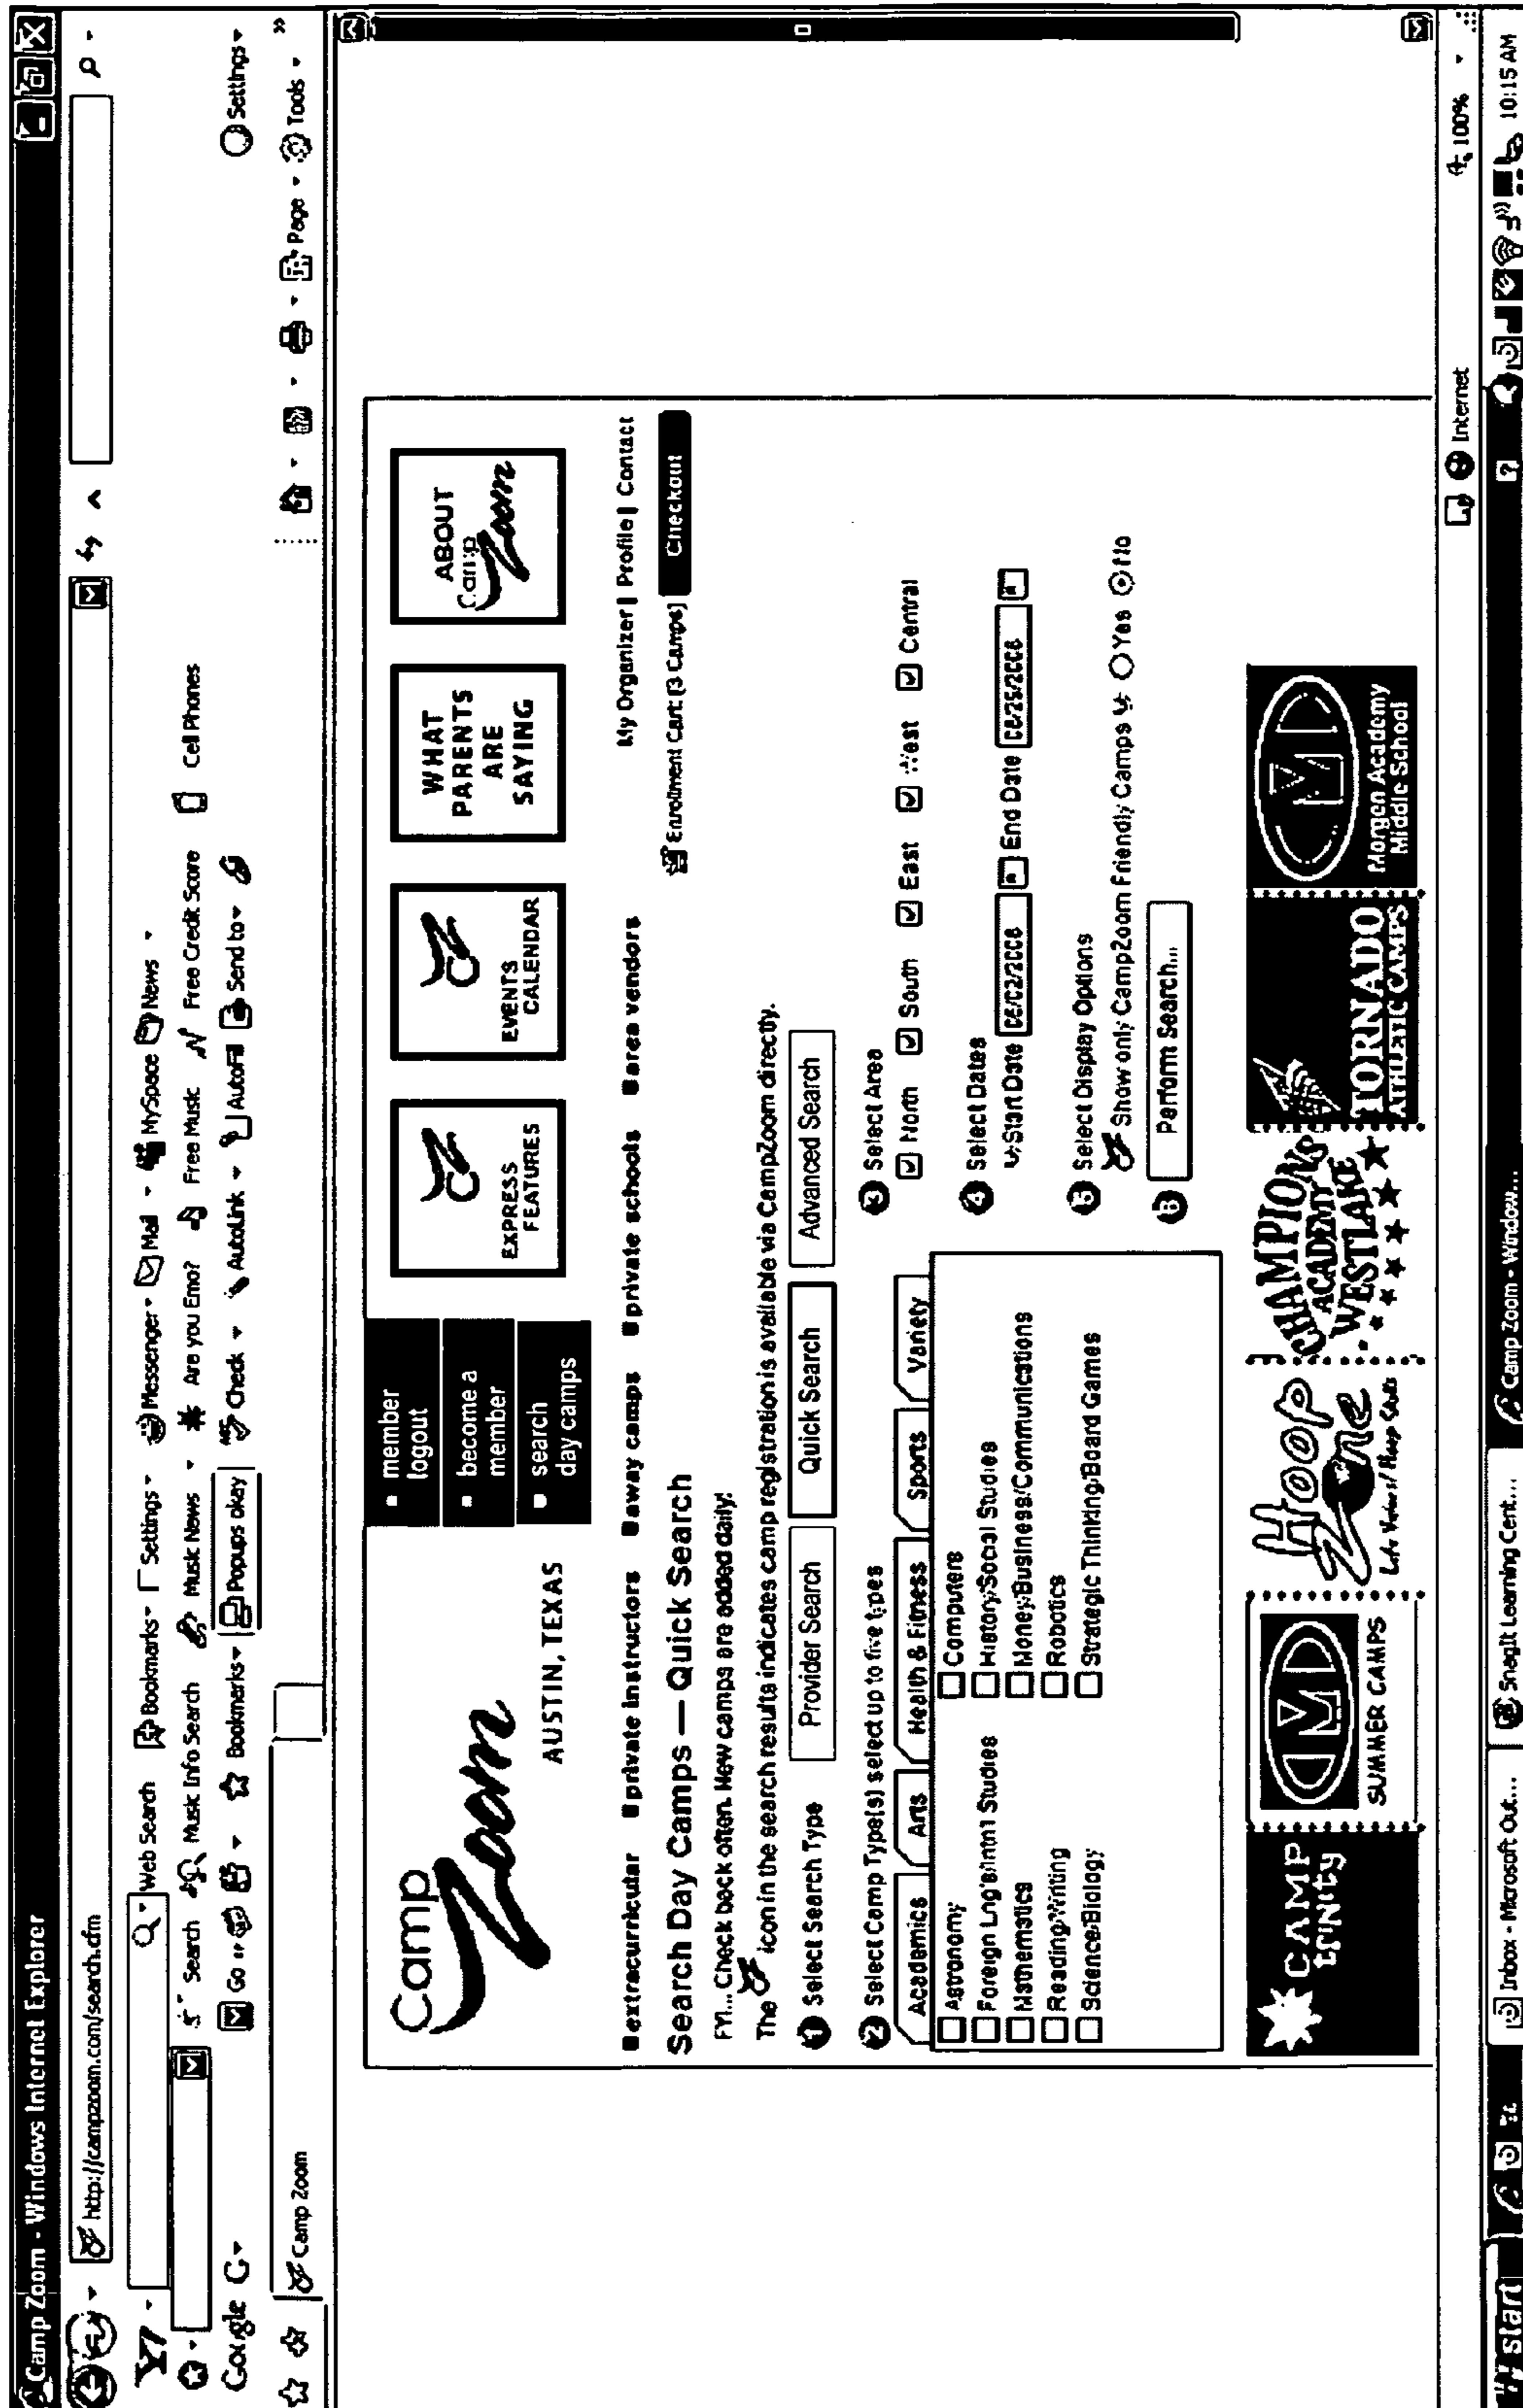 Camp Zoom - Windows Internet Explorer
http://campzoom.com/search.cfm
Y! Web Search Bookmarks Settings Messenger Mail MySpace News
Search Music Info Search Music News Are you Emo? Free Music Free Credit Score Cell Phones
Google G Go Bookmarks Popups okay Check AutoLink AutoFill Send to Settings
Camp Zoom Page Tools
Camp Zoom
AUSTIN, TEXAS
member logout
become a member
search day camps
EXPRESS FEATURES
EVENTS CALENDAR
WHAT PARENTS ARE SAYING
ABOUT Camp Zoom
extracurricular private instructors away camps private schools area vendors
My Organizer | Profile | Contact
Search Day Camps — Quick Search
Enrollment Cart (3 Camps) Checkout
FYI... Check back often. New camps are added daily!
The icon in the search results indicates camp registration is available via CampZoom directly.
1 Select Search Type Provider Search Quick Search Advanced Search
2 Select Camp Type(s) select up to five types
Academics Arts Health & Fitness Sports Variety
Astronomy Computers
Foreign Lng's/Intnl Studies History/Social Studies
Mathematics Money/Business/Communications
Reading/Writing Robotics
Science/Biology Strategic Thinking/Board Games
3 Select Area
North South East West Central
4 Select Dates
Start Date End Date
5 Select Display Options
Show only CampZoom Friendly Camps Yes No
6 Perform Search...
CAMP
SUMMER CAMPS
HOOP ZONE
CHAMPIONS ACADEMY WESTLAKE
TORNADO
ATHLETIC CAMPS
Morgan Academy
Middle School
Internet 100%
start Inbox - Microsoft Out... SnagIt Learning Cent... Camp Zoom - Window... 10:15 AM